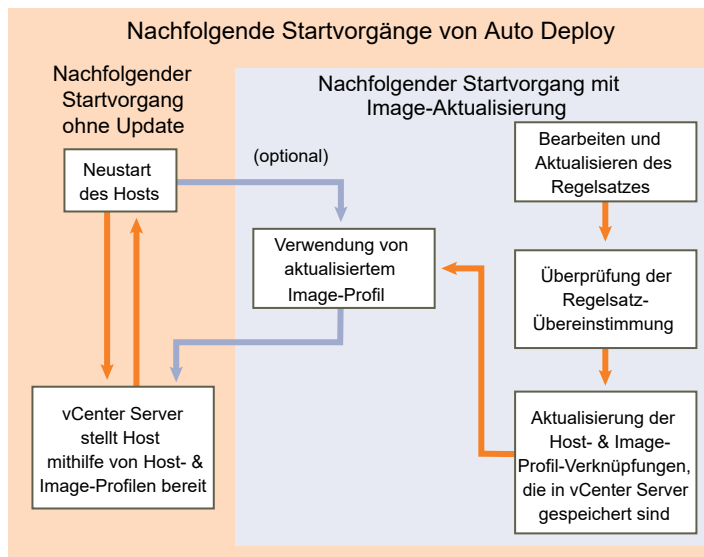 Nachfolgende Startvorgänge von Auto Deploy
Nachfolgender
Startvorgang
ohne Update
Neustart
des Hosts
vCenter Server
stellt Host
mithilfe von Host- &
Image-Profilen bereit
Nachfolgender Startvorgang mit
Image-Aktualisierung
(optional)
Verwendung von
aktualisiertem
Image-Profil
Bearbeiten und
Aktualisieren des
Regelsatzes
Überprüfung der
Regelsatz-
Übereinstimmung
Aktualisierung der
Host- & Image-
Profil-Verknüpfungen,
die in vCenter Server
gespeichert sind